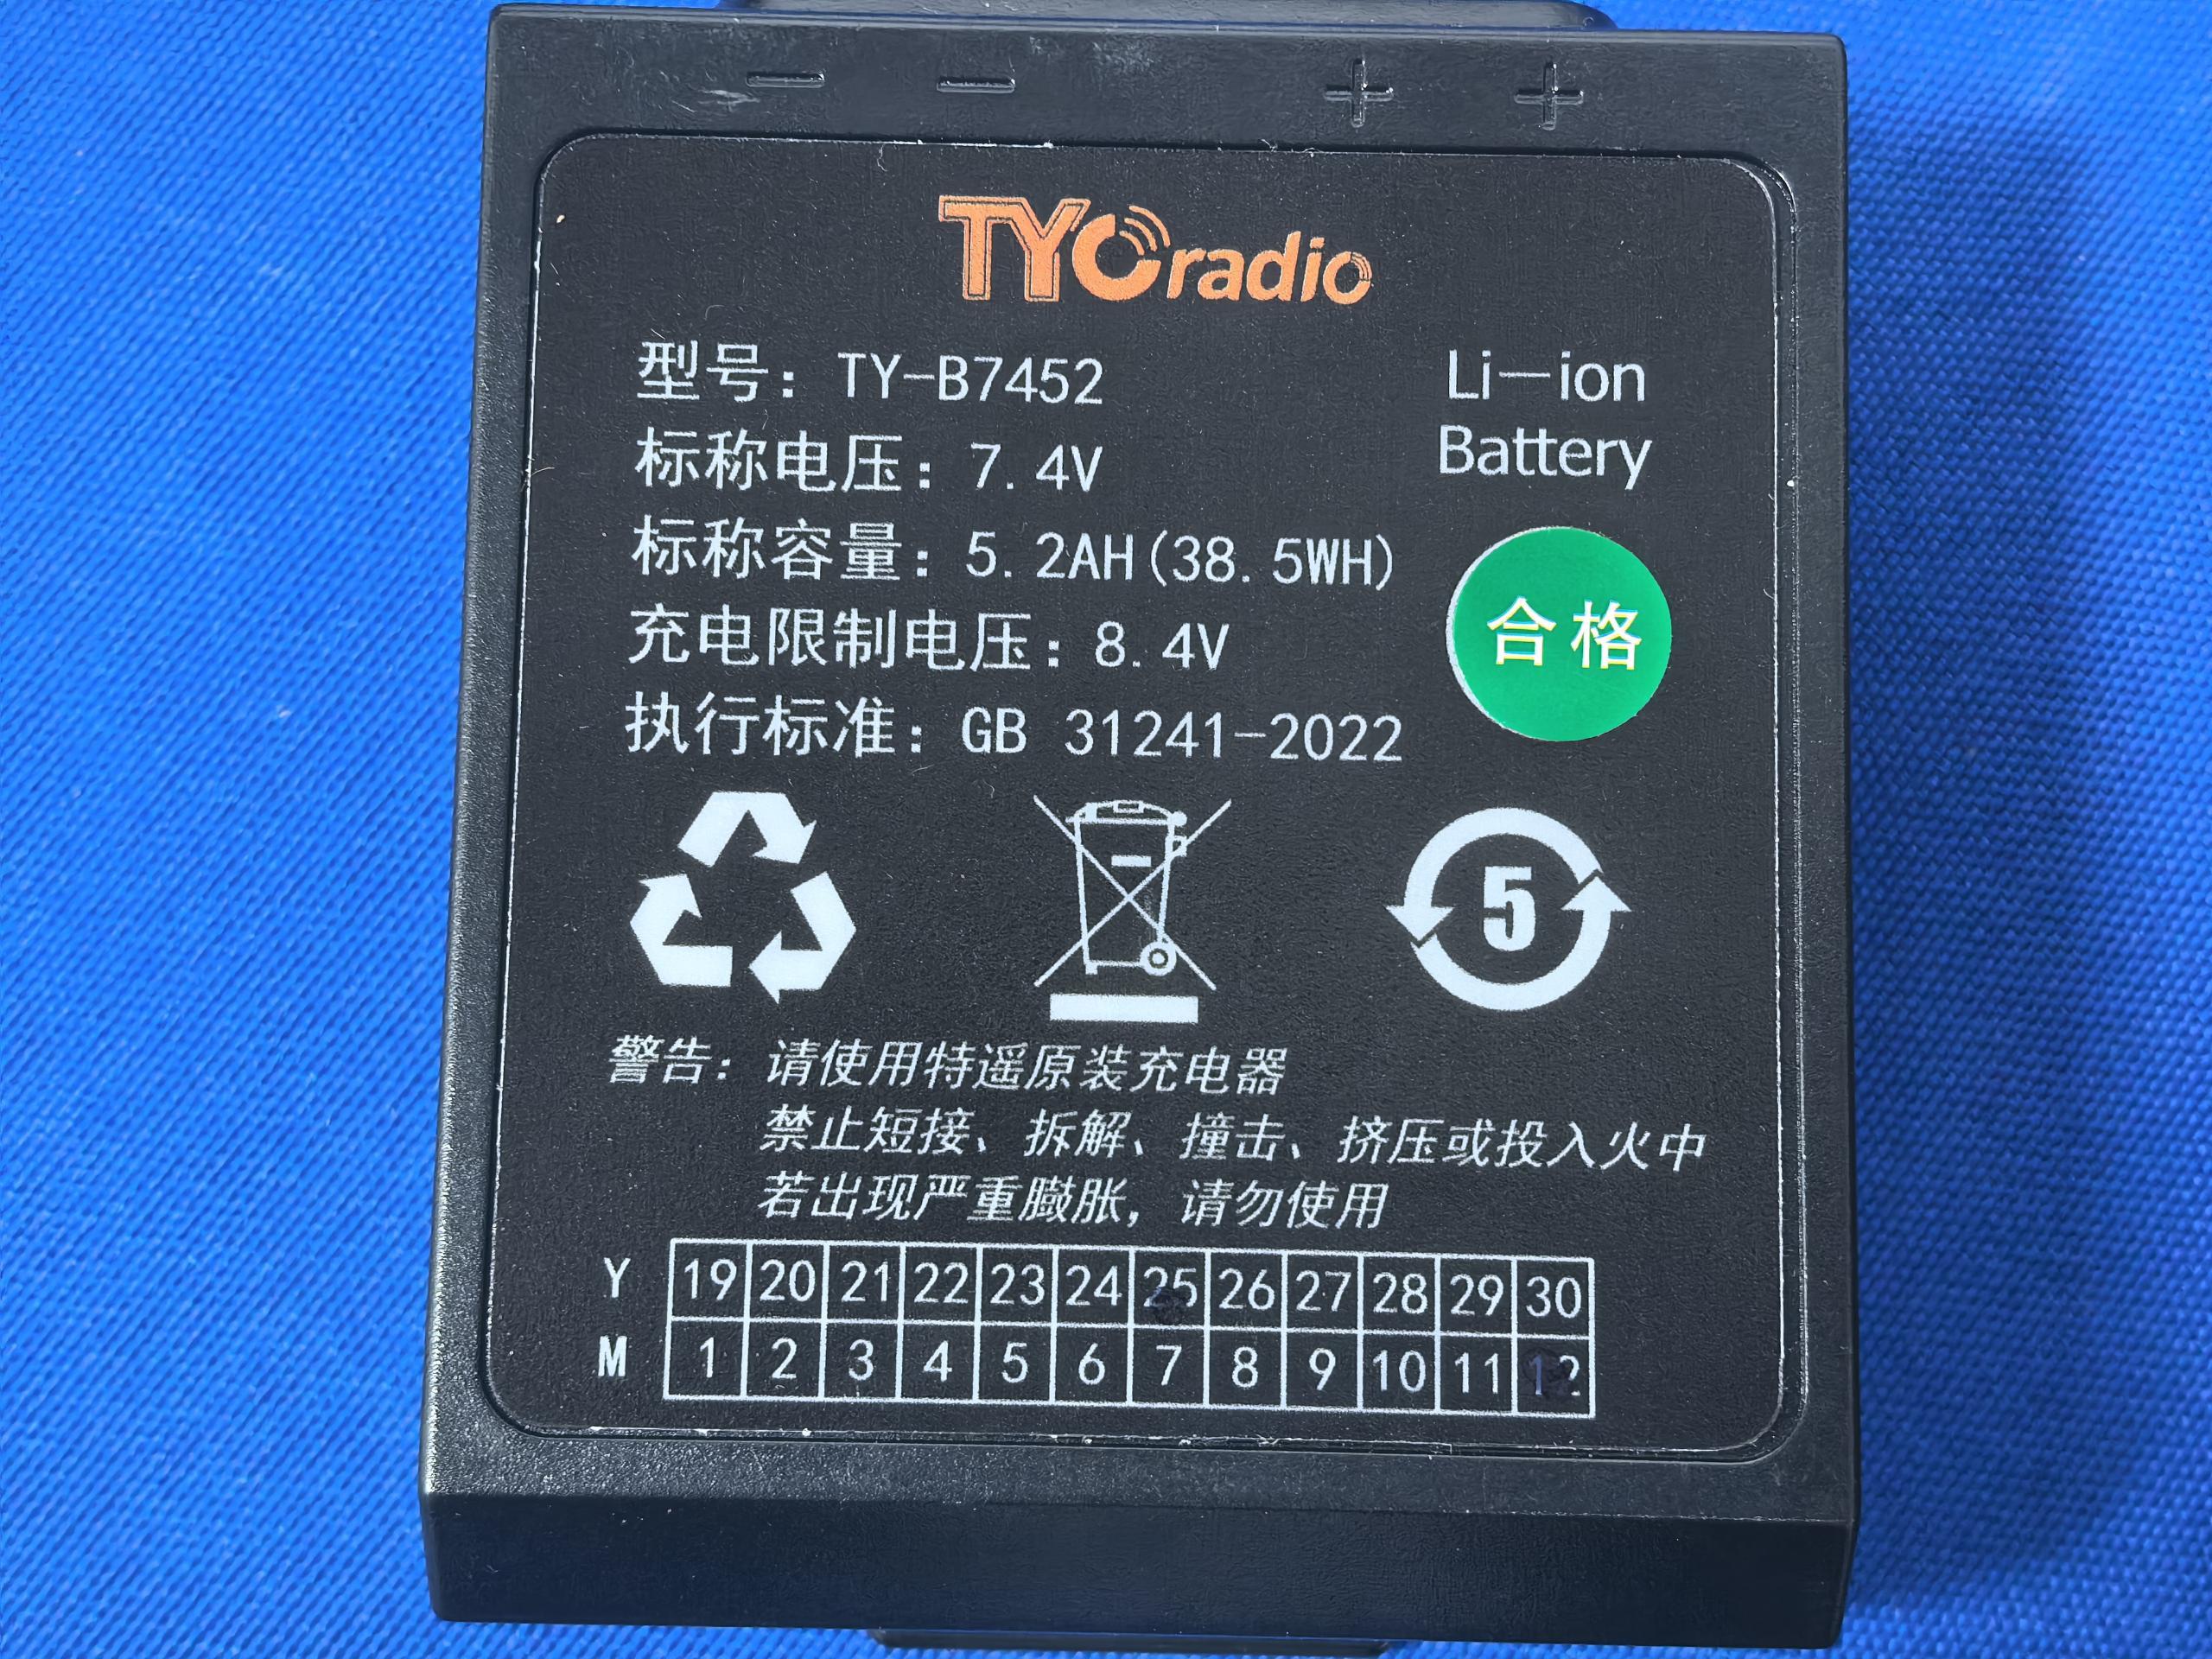 − − + +
TYOradio
型号：TY-B7452
Li—ion
Battery
标称电压：7.4V
标称容量：5.2AH(38.5WH)
充电限制电压：8.4V
合格
执行标准：GB 31241-2022
5
警告：请使用特遥原装充电器
禁止短接、拆解、撞击、挤压或投入火中
若出现严重膨胀，请勿使用
Y 19 20 21 22 23 24 25 26 27 28 29 30
M 1 2 3 4 5 6 7 8 9 10 11 12